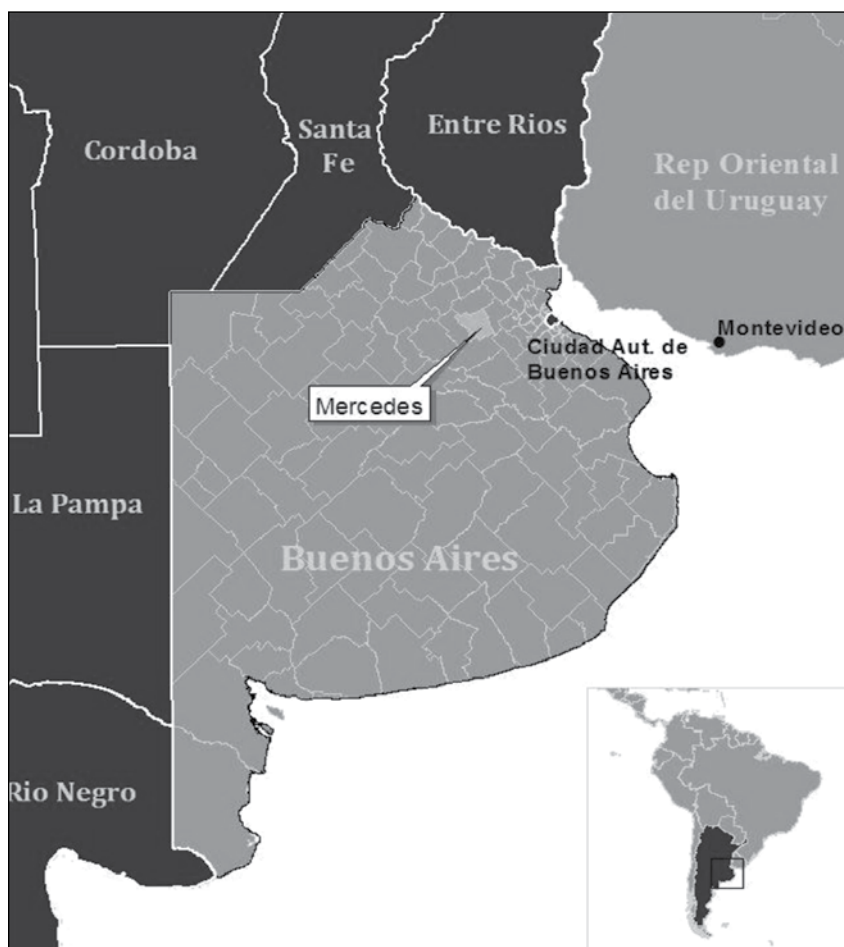 Cordoba
Santa
Fe
Entre Rios
Rep Oriental
del Uruguay
Montevideo
Ciudad Aut. de
Buenos Aires
Mercedes
La Pampa
Buenos Aires
Rio Negro